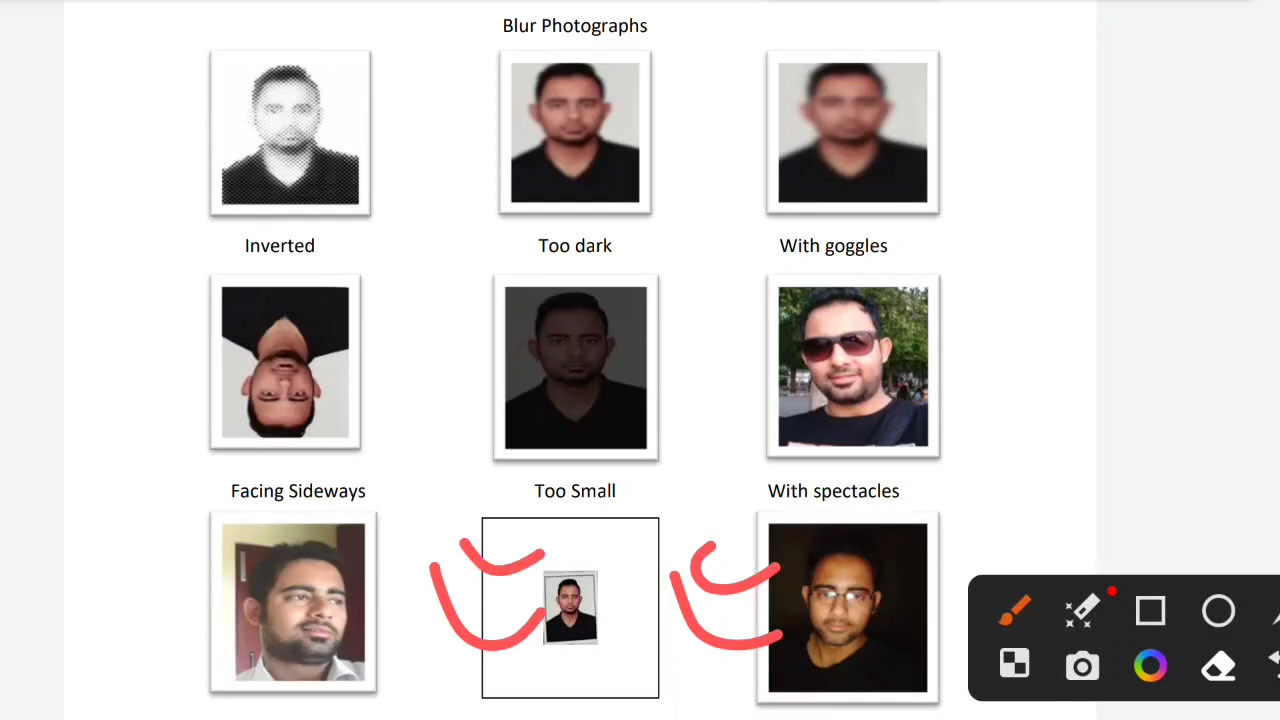 Blur Photographs
Inverted
Too dark
With goggles
Facing Sideways
Too Small
With spectacles